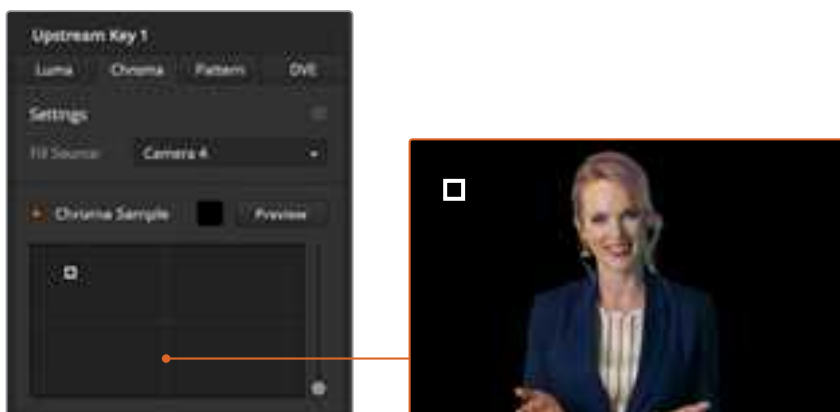 Upstream Key 1
Luma Chroma Pattern DVE
Settings
Fill Source: Camera 4
Chroma Sample Preview